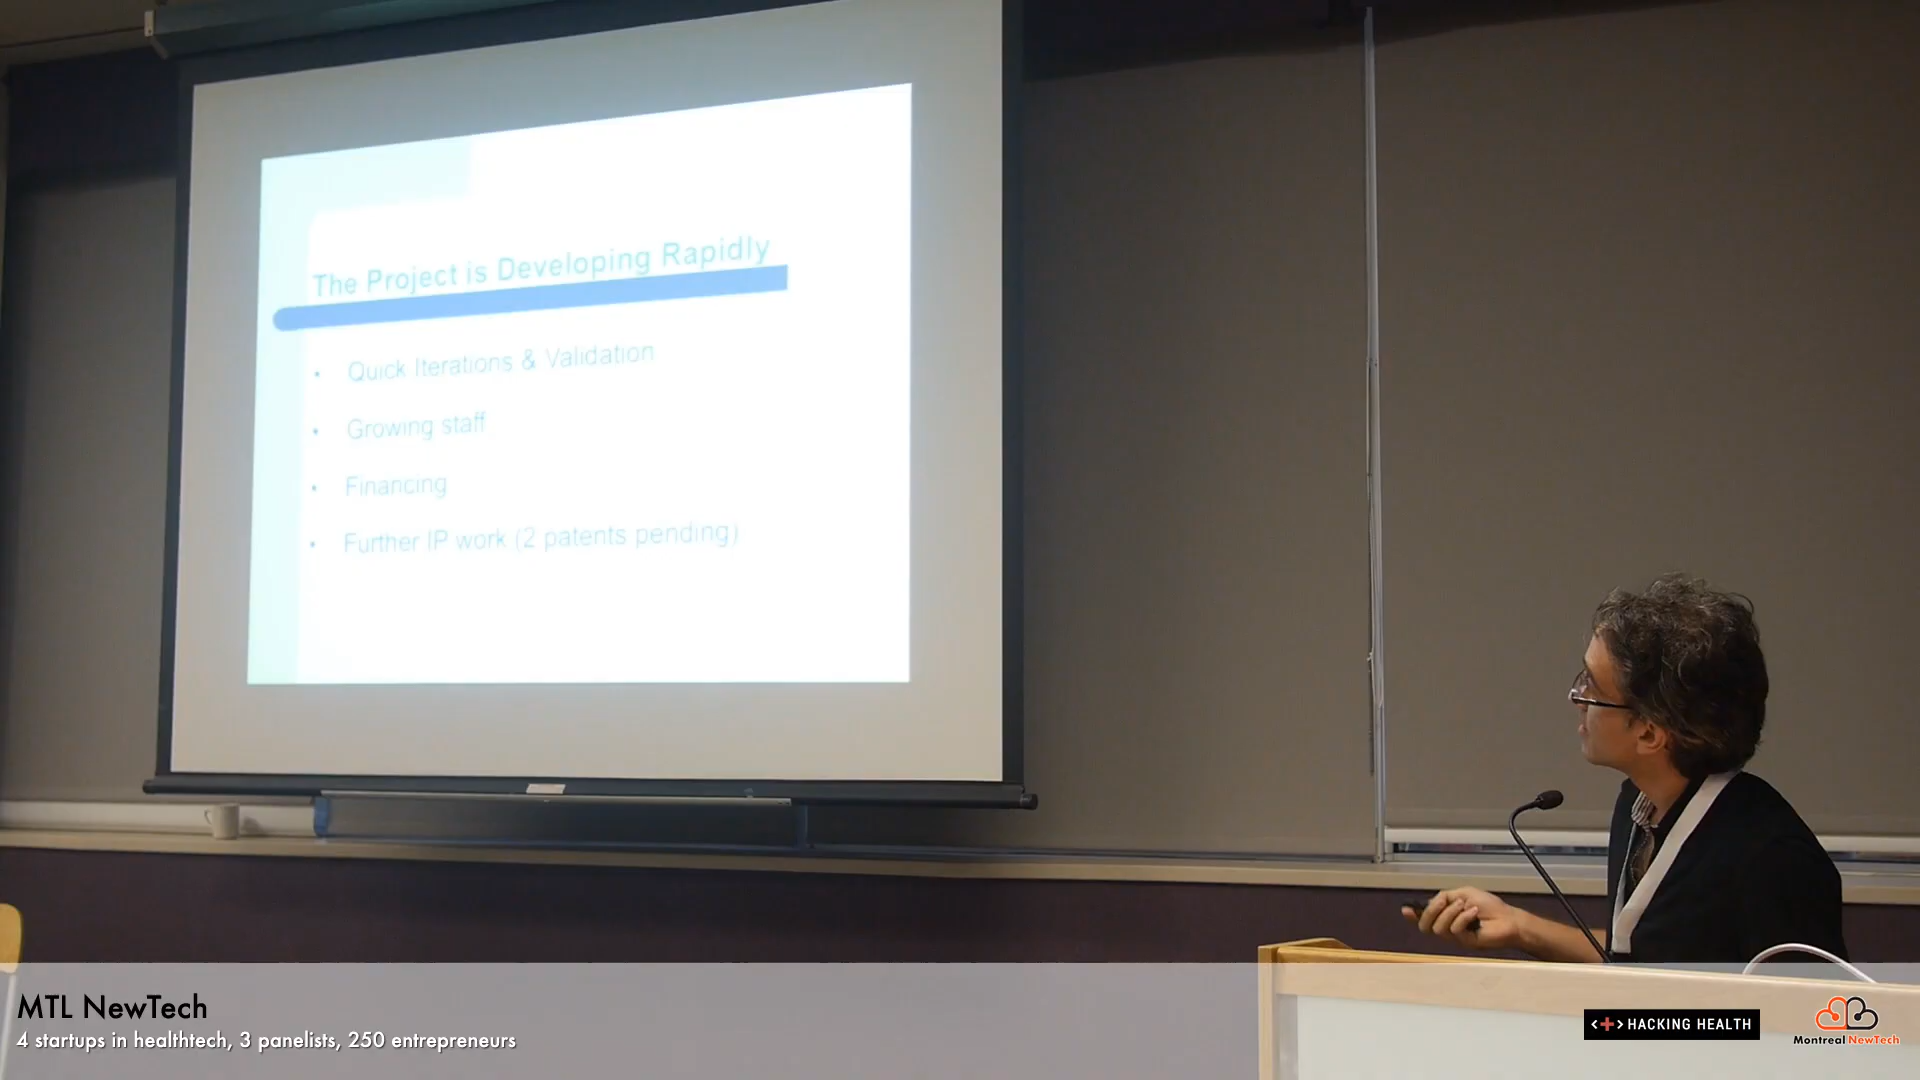 The Project is Developing Rapidly
• Quick Iterations & Validation
• Growing staff
• Financing
• Further IP work (2 patents pending)
MTL NewTech
4 startups in healthtech, 3 panelists, 250 entrepreneurs
<+> HACKING HEALTH
Montreal NewTech